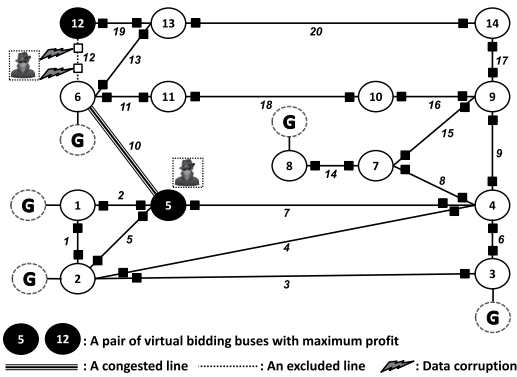 12 19 13 20 14
12 13 17
6 11 11 18 10 16 9
G G
10 15 9
8 14 7
8
G 1 2 5 7 4
1 5 4 6
G 2 3 3
G
5 12 : A pair of virtual bidding buses with maximum profit
: A congested line : An excluded line : Data corruption